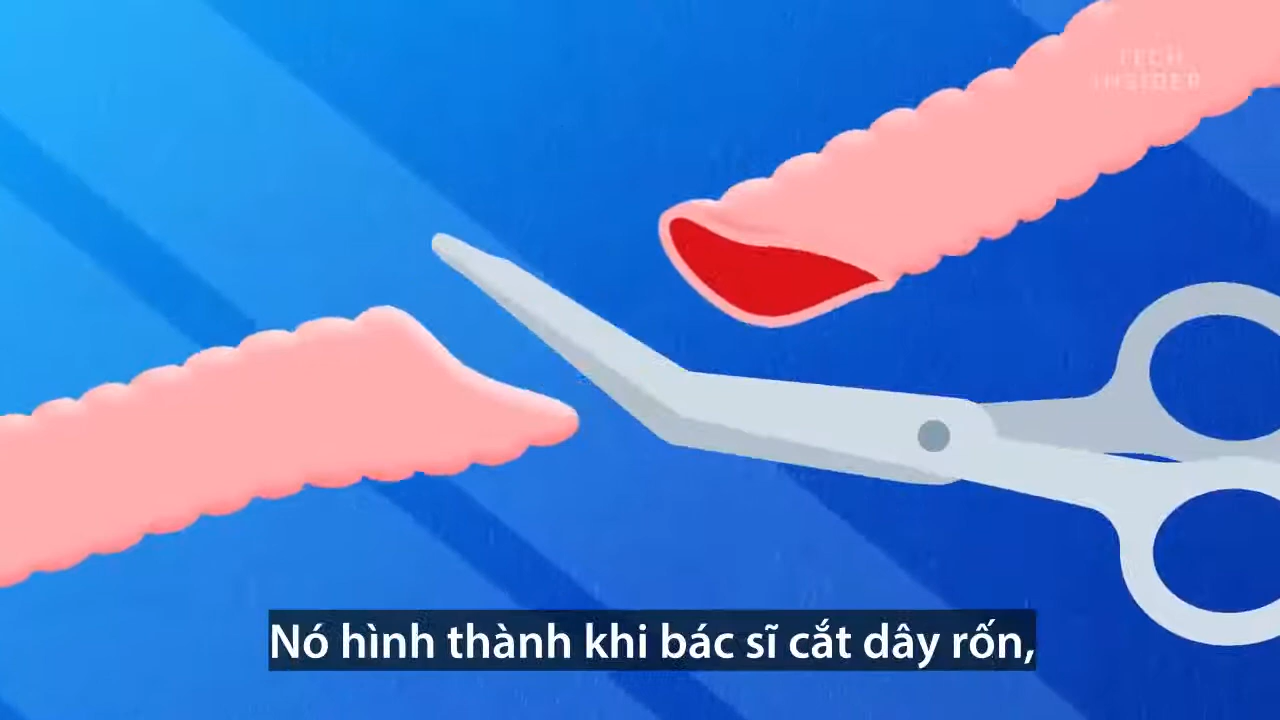 TECH
INSIDER
Nó hình thành khi bác sĩ cắt dây rốn,